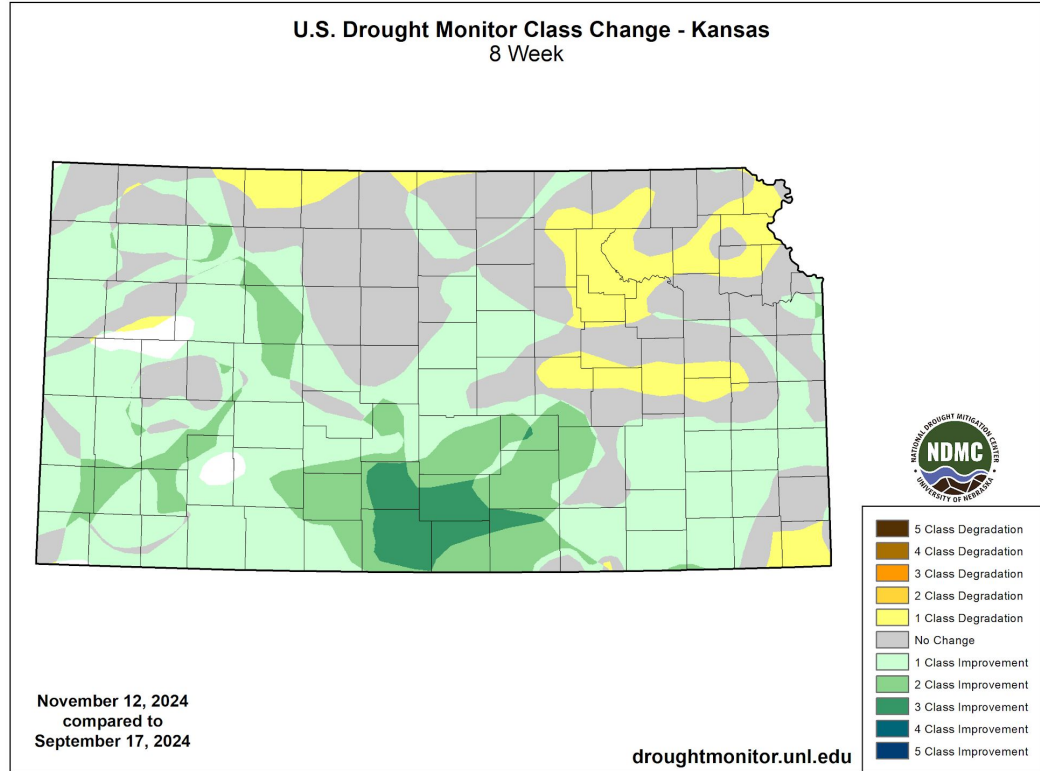 U.S. Drought Monitor Class Change - Kansas
8 Week
NATIONAL DROUGHT MITIGATION CENTER
NDMC
UNIVERSITY OF NEBRASKA
5 Class Degradation
4 Class Degradation
3 Class Degradation
2 Class Degradation
1 Class Degradation
No Change
1 Class Improvement
2 Class Improvement
3 Class Improvement
4 Class Improvement
5 Class Improvement
November 12, 2024
compared to
September 17, 2024
droughtmonitor.unl.edu